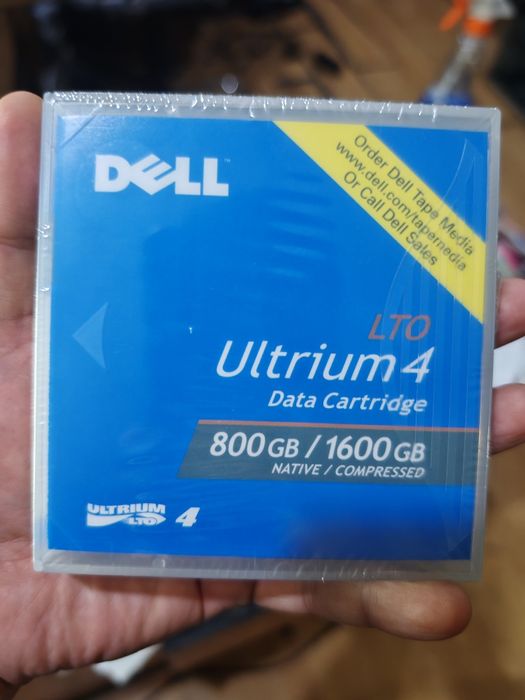 DELL™
Order Dell Tape Media
www.dell.com/tapemedia
Or Call Dell Sales
LTO
Ultrium 4
Data Cartridge
800 GB / 1600 GB
NATIVE / COMPRESSED
ULTRIUM
LTO 4